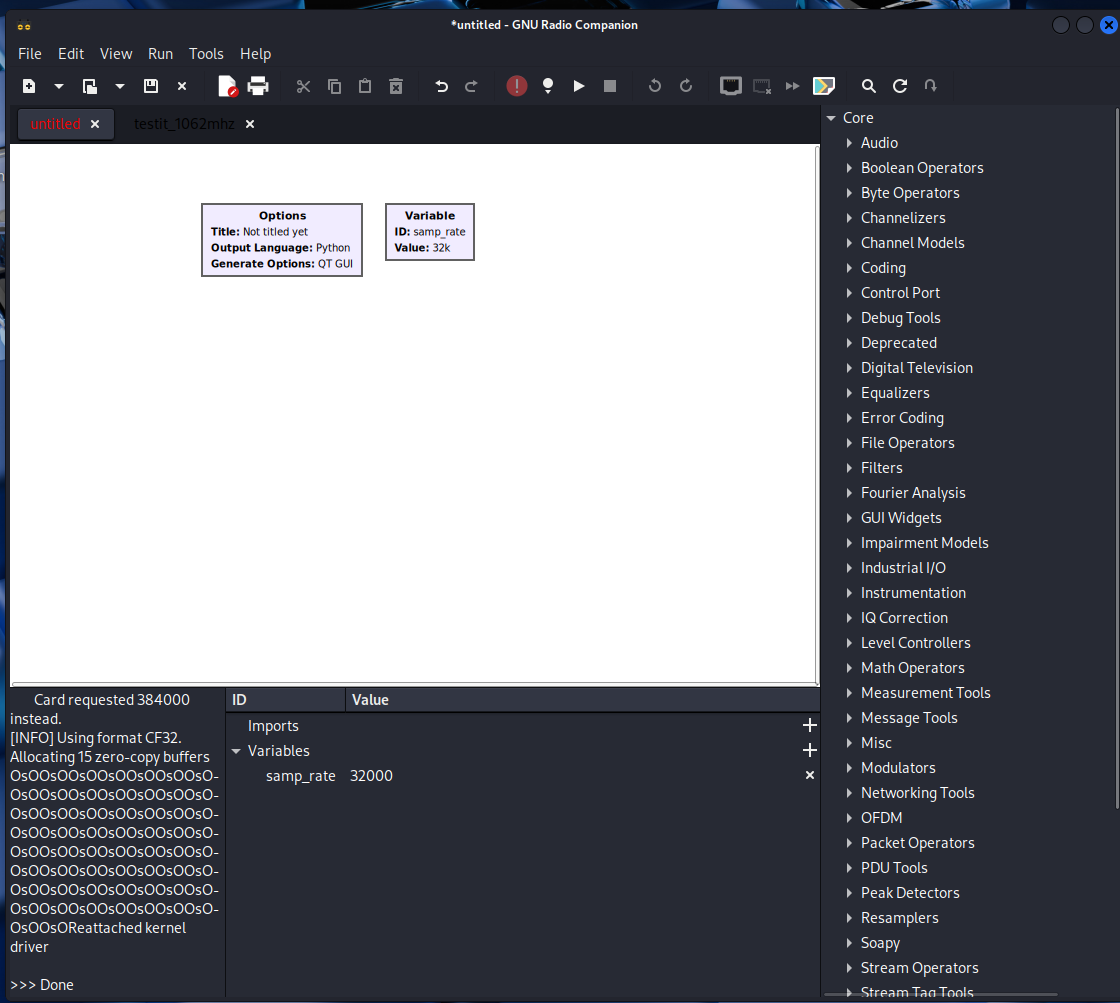 *untitled - GNU Radio Companion
File Edit View Run Tools Help
untitled
testit_1062mhz
Options
Title: Not titled yet
Output Language: Python
Generate Options: QT GUI
Variable
ID: samp_rate
Value: 32k
Core
Audio
Boolean Operators
Byte Operators
Channelizers
Channel Models
Coding
Control Port
Debug Tools
Deprecated
Digital Television
Equalizers
Error Coding
File Operators
Filters
Fourier Analysis
GUI Widgets
Impairment Models
Industrial I/O
Instrumentation
IQ Correction
Level Controllers
Math Operators
Measurement Tools
Message Tools
Misc
Modulators
Networking Tools
OFDM
Packet Operators
PDU Tools
Peak Detectors
Resamplers
Soapy
Stream Operators
Stream Tag Tools
Card requested 384000
instead.
[INFO] Using format CF32.
Allocating 15 zero-copy buffers
OsOOsOOsOOsOOsOOsOOsO-
OsOOsOOsOOsOOsOOsOOsO-
OsOOsOOsOOsOOsOOsOOsO-
OsOOsOOsOOsOOsOOsOOsO-
OsOOsOOsOOsOOsOOsOOsO-
OsOOsOOsOOsOOsOOsOOsO-
OsOOsOOsOOsOOsOOsOOsO-
OsOOsOOsOOsOOsOOsOOsO-
OsOOsOReattached kernel
driver
>>> Done
ID Value
Imports
Variables
samp_rate 32000